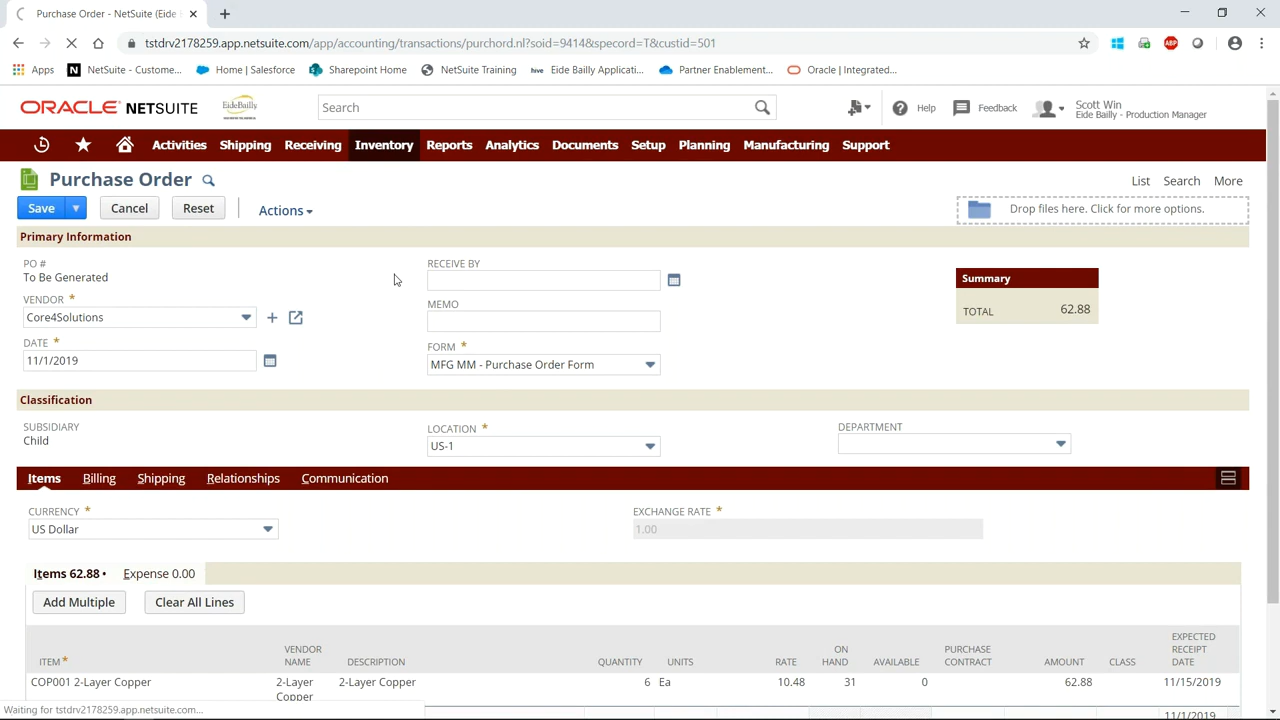 Purchase Order - NetSuite (Eide
tstdrv2178259.app.netsuite.com/app/accounting/transactions/purchord.nl?soid=9414&specord=T&custid=501
Apps
N NetSuite - Custome...
Home | Salesforce
Sharepoint Home
NetSuite Training
hive Eide Bailly Applicati...
Partner Enablement...
Oracle | Integrated...
ORACLE NETSUITE
EideBailly
Search
Help
Feedback
Scott Win
Eide Bailly - Production Manager
Activities Shipping Receiving Inventory Reports Analytics Documents Setup Planning Manufacturing Support
Purchase Order
List Search More
Save Cancel Reset Actions
Drop files here. Click for more options.
Primary Information
PO #
To Be Generated
VENDOR *
Core4Solutions
DATE *
11/1/2019
RECEIVE BY
MEMO
FORM *
MFG MM - Purchase Order Form
Summary
TOTAL 62.88
Classification
SUBSIDIARY
Child
LOCATION *
US-1
DEPARTMENT
Items Billing Shipping Relationships Communication
CURRENCY *
US Dollar
EXCHANGE RATE *
1.00
Items 62.88 • Expense 0.00
Add Multiple Clear All Lines
ITEM * VENDOR NAME DESCRIPTION QUANTITY UNITS RATE ON HAND AVAILABLE PURCHASE CONTRACT AMOUNT CLASS EXPECTED RECEIPT DATE
COP001 2-Layer Copper 2-Layer Copper 2-Layer Copper 6 Ea 10.48 31 0 62.88 11/15/2019
11/1/2019
Waiting for tstdrv2178259.app.netsuite.com...